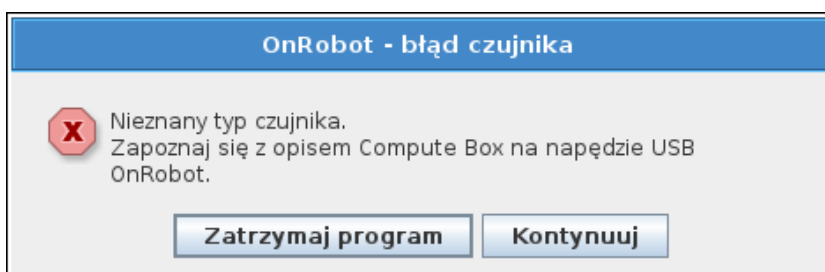 OnRobot - błąd czujnika
Nieznany typ czujnika.
Zapoznaj się z opisem Compute Box na napędzie USB
OnRobot.
Zatrzymaj program Kontynuuj